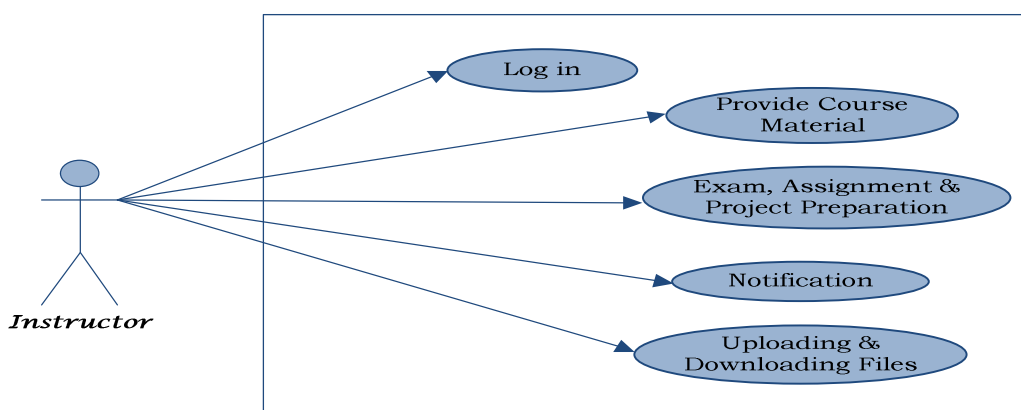 Log in
Provide Course
Material
Exam, Assignment &
Project Preparation
Notification
Instructor
Uploading &
Downloading Files